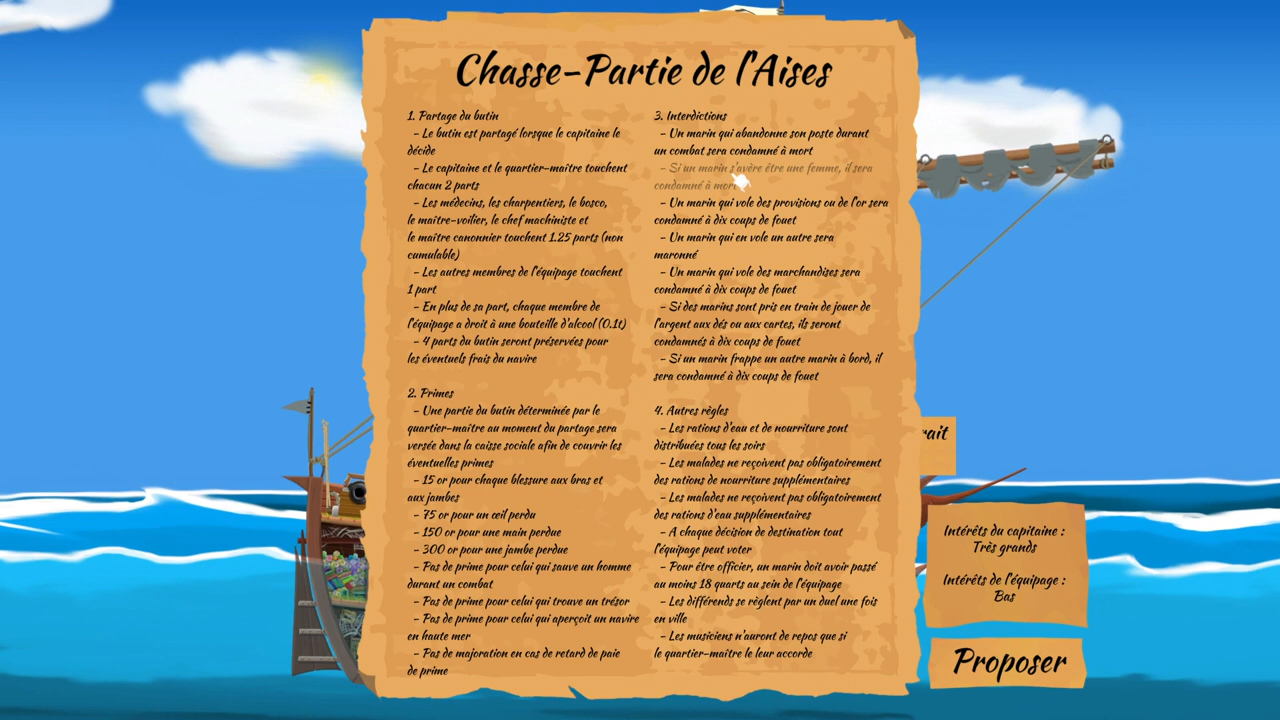 Chasse-Partie de l'Aises
1. Partage du butin
- Le butin est partagé lorsque le capitaine le
décide
- Le capitaine et le quartier-maître touchent
chacun 2 parts
- Les médecins, les charpentiers, le bosco,
le maître-voilier, le chef machiniste et
le maître canonnier touchent 1.25 parts (non
cumulable)
- Les autres membres de l'équipage touchent
1 part
- En plus de sa part, chaque membre de
l'équipage a droit à une bouteille d'alcool (0.1t)
- 4 parts du butin seront préservées pour
les éventuels frais du navire
2. Primes
- Une partie du butin déterminée par le
quartier-maître au moment du partage sera
versée dans la caisse sociale afin de couvrir les
éventuelles primes
- 15 or pour chaque blessure aux bras et
aux jambes
- 75 or pour un œil perdu
- 150 or pour une main perdue
- 300 or pour une jambe perdue
- Pas de prime pour celui qui sauve un homme
durant un combat
- Pas de prime pour celui qui trouve un trésor
- Pas de prime pour celui qui aperçoit un navire
en haute mer
- Pas de majoration en cas de retard de paie
de prime
3. Interdictions
- Un marin qui abandonne son poste durant
un combat sera condamné à mort
- Si un marin s'avère être une femme, il sera
condamné à mort
- Un marin qui vole des provisions ou de l'or sera
condamné à dix coups de fouet
- Un marin qui en vole un autre sera
maronné
- Un marin qui vole des marchandises sera
condamné à dix coups de fouet
- Si des marins sont pris en train de jouer de
l'argent aux dés ou aux cartes, ils seront
condamnés à dix coups de fouet
- Si un marin frappe un autre marin à bord, il
sera condamné à dix coups de fouet
4. Autres règles
- Les rations d'eau et de nourriture sont
distribuées tous les soirs
- Les malades ne reçoivent pas obligatoirement
des rations de nourriture supplémentaires
- Les malades ne reçoivent pas obligatoirement
des rations d'eau supplémentaires
- A chaque décision de destination tout
l'équipage peut voter
- Pour être officier, un marin doit avoir passé
au moins 18 quarts au sein de l'équipage
- Les différends se règlent par un duel une fois
en ville
- Les musiciens n'auront de repos que si
le quartier-maître le leur accorde
rait
Intérêts du capitaine :
Très grands
Intérêts de l'équipage :
Bas
Proposer